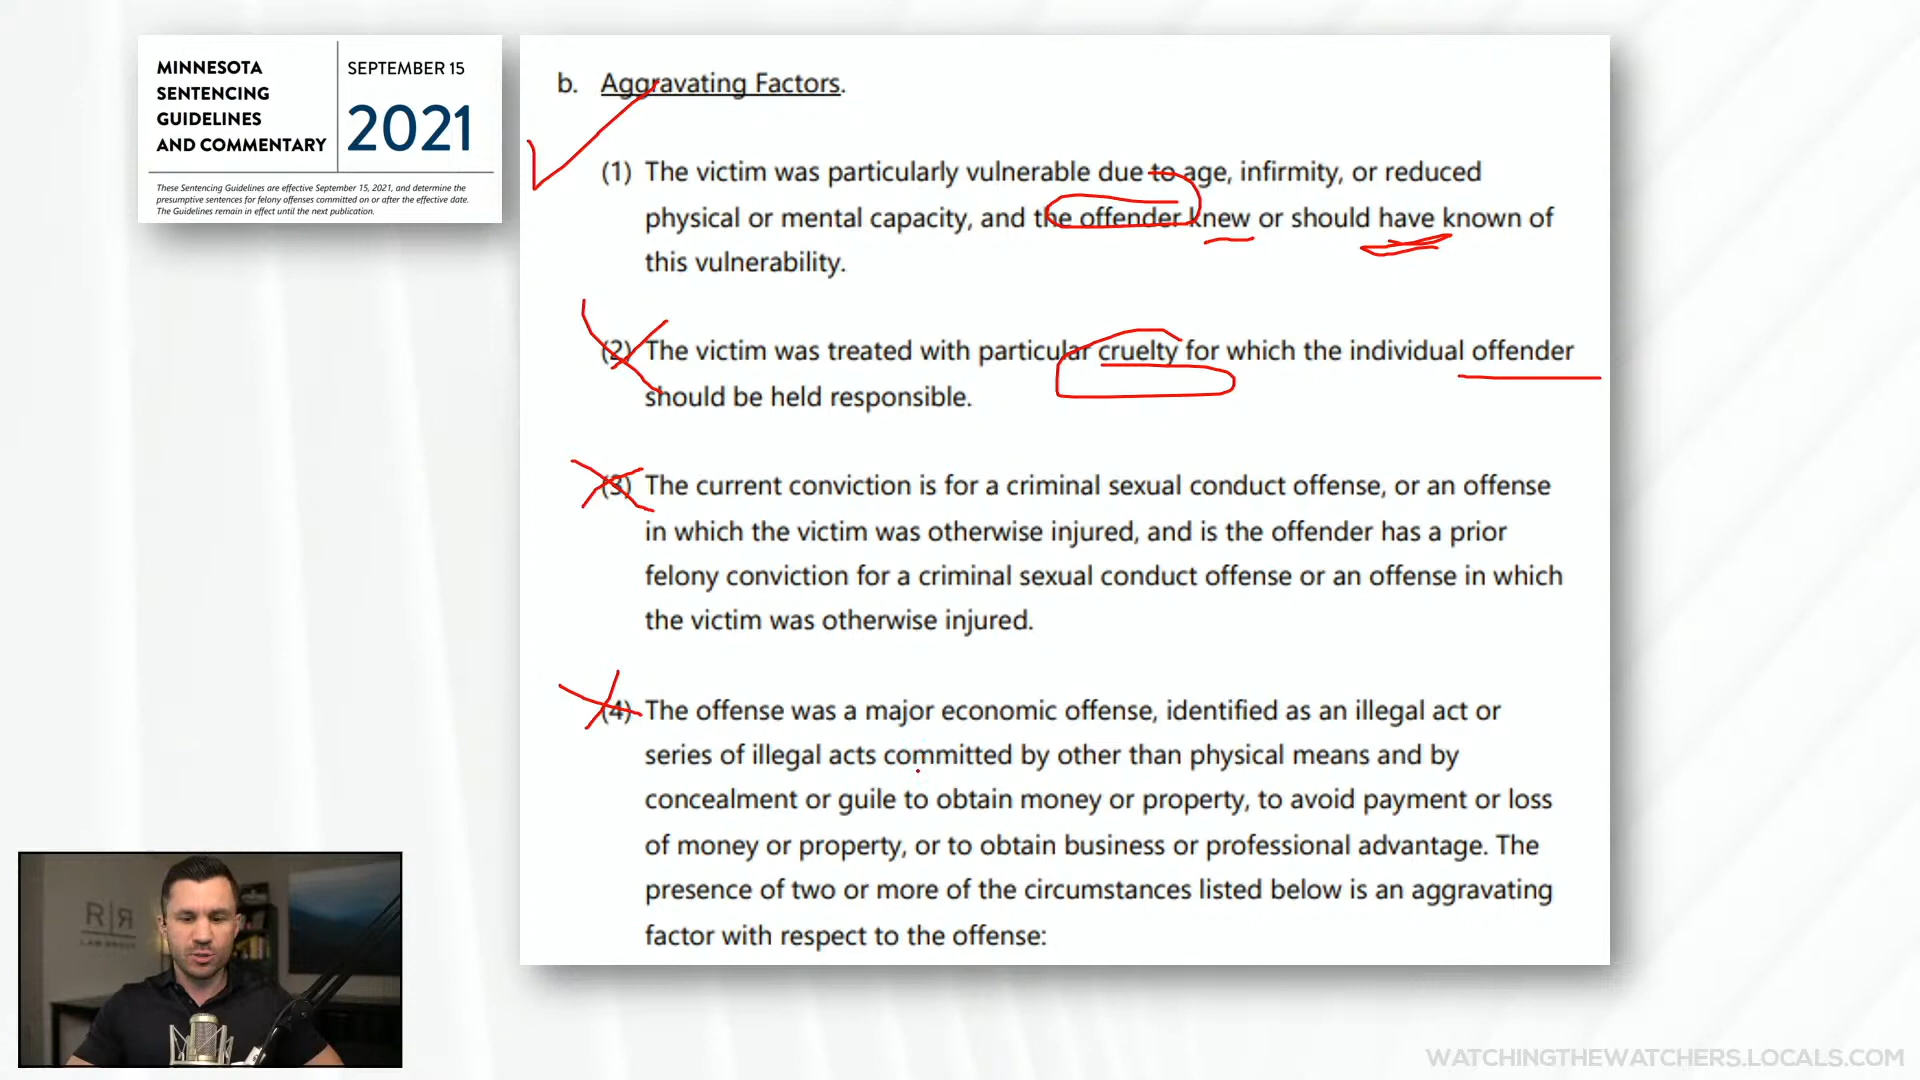 MINNESOTA
SENTENCING
GUIDELINES
AND COMMENTARY
SEPTEMBER 15
2021
These Sentencing Guidelines are effective September 15, 2021, and determine the
presumptive sentences for felony offenses committed on or after the effective date.
The Guidelines remain in effect until the next publication.
b. Aggravating Factors.
(1) The victim was particularly vulnerable due to age, infirmity, or reduced
physical or mental capacity, and the offender knew or should have known of
this vulnerability.
(2) The victim was treated with particular cruelty for which the individual offender
should be held responsible.
(3) The current conviction is for a criminal sexual conduct offense, or an offense
in which the victim was otherwise injured, and is the offender has a prior
felony conviction for a criminal sexual conduct offense or an offense in which
the victim was otherwise injured.
(4) The offense was a major economic offense, identified as an illegal act or
series of illegal acts committed by other than physical means and by
concealment or guile to obtain money or property, to avoid payment or loss
of money or property, or to obtain business or professional advantage. The
presence of two or more of the circumstances listed below is an aggravating
factor with respect to the offense:
R|R
LAW GROUP
WATCHINGTHEWATCHERS.LOCALS.COM